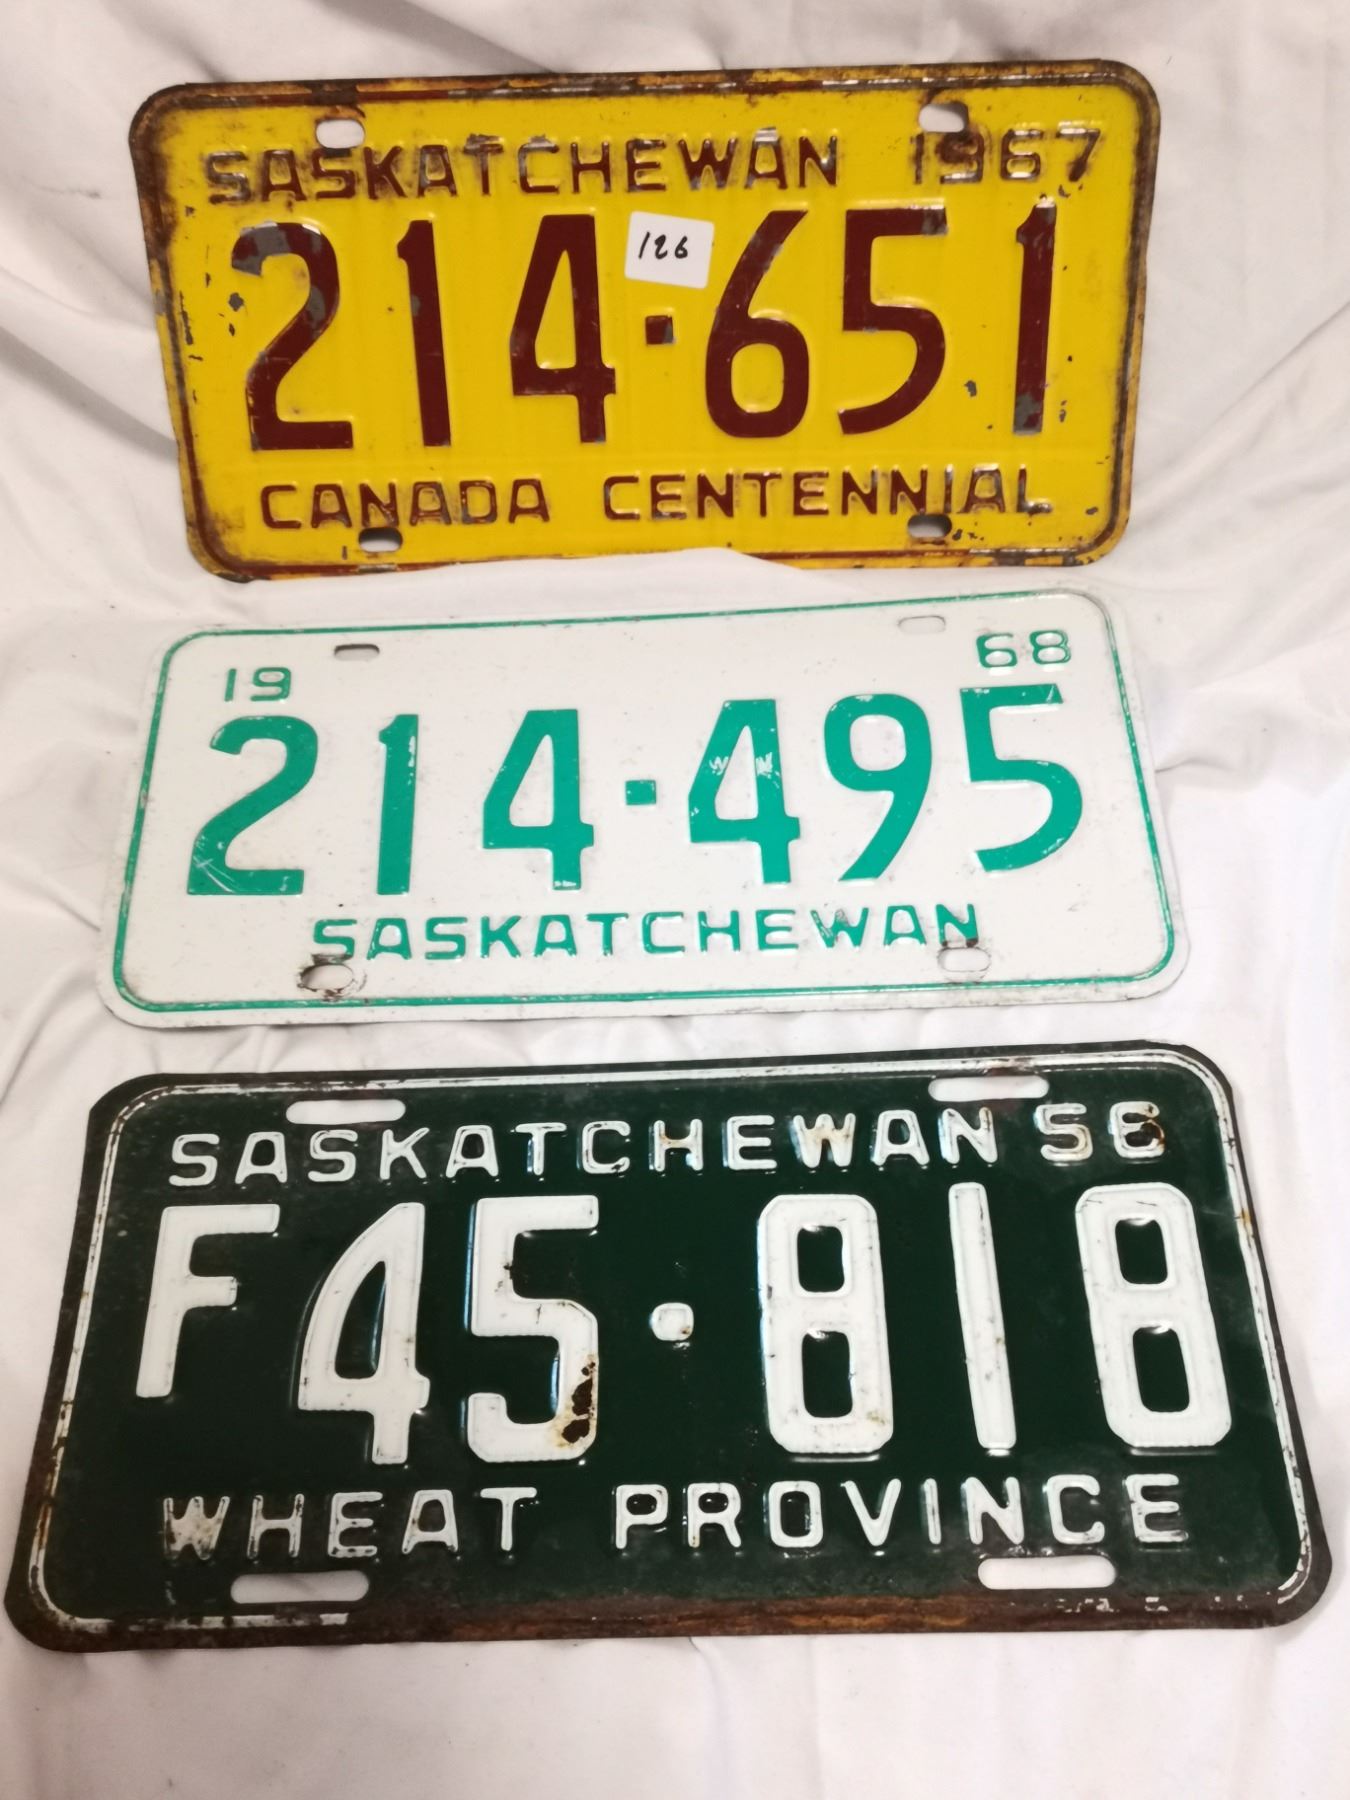 SASKATCHEWAN 1967
214·651
126
CANADA CENTENNIAL
19 68
214·495
SASKATCHEWAN
SASKATCHEWAN 56
F45·818
WHEAT PROVINCE